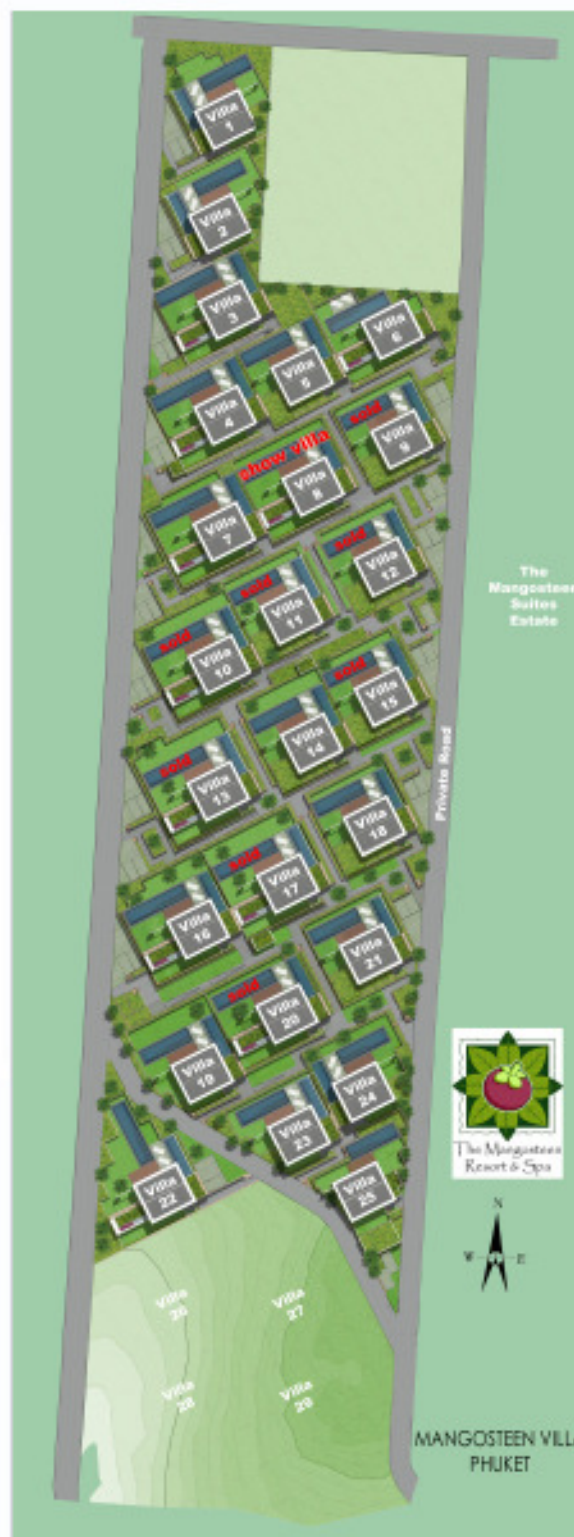 Villa
1
Villa
2
Villa
3
Villa
6
Villa
5
Villa
4
sold
Villa
9
show villa
Villa
8
Villa
7
sold
Villa
12
sold
Villa
11
sold
Villa
10
The
Mangosteen
Suites
Estate
sold
Villa
15
Villa
14
sold
Villa
13
Private Road
Villa
18
sold
Villa
17
Villa
16
Villa
21
sold
Villa
20
Villa
19
Villa
24
Villa
23
Villa
22
Villa
25
The Mangosteen
Resort & Spa
N
W
E
Villa
26
Villa
27
Villa
28
Villa
29
MANGOSTEEN VILL
PHUKET